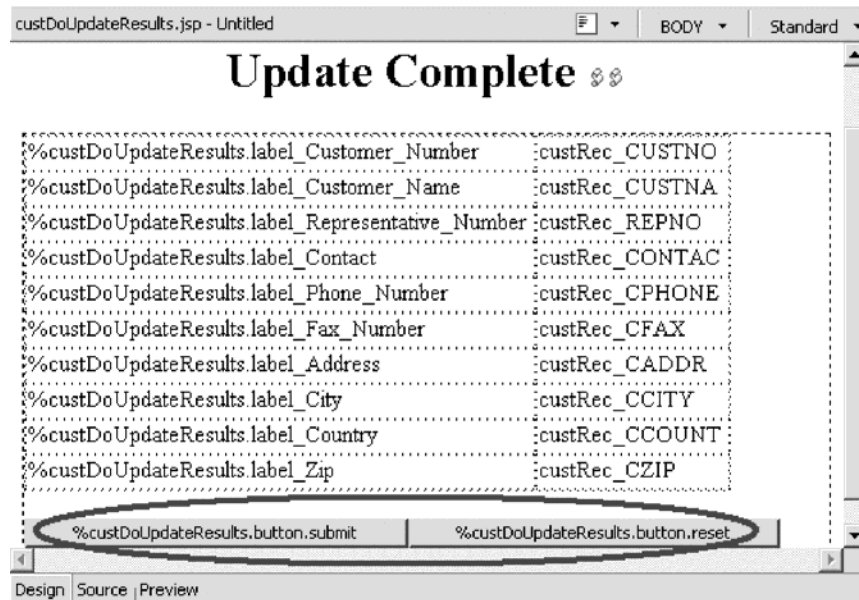 custDoUpdateResults.jsp - Untitled BODY Standard
Update Complete
%custDoUpdateResults.label_Customer_Number custRec_CUSTNO
%custDoUpdateResults.label_Customer_Name custRec_CUSTNA
%custDoUpdateResults.label_Representative_Number custRec_REPNO
%custDoUpdateResults.label_Contact custRec_CONTAC
%custDoUpdateResults.label_Phone_Number custRec_CPHONE
%custDoUpdateResults.label_Fax_Number custRec_CFAX
%custDoUpdateResults.label_Address custRec_CADDR
%custDoUpdateResults.label_City custRec_CCITY
%custDoUpdateResults.label_Country custRec_CCOUNT
%custDoUpdateResults.label_Zip custRec_CZIP
%custDoUpdateResults.button.submit %custDoUpdateResults.button.reset
Design Source Preview